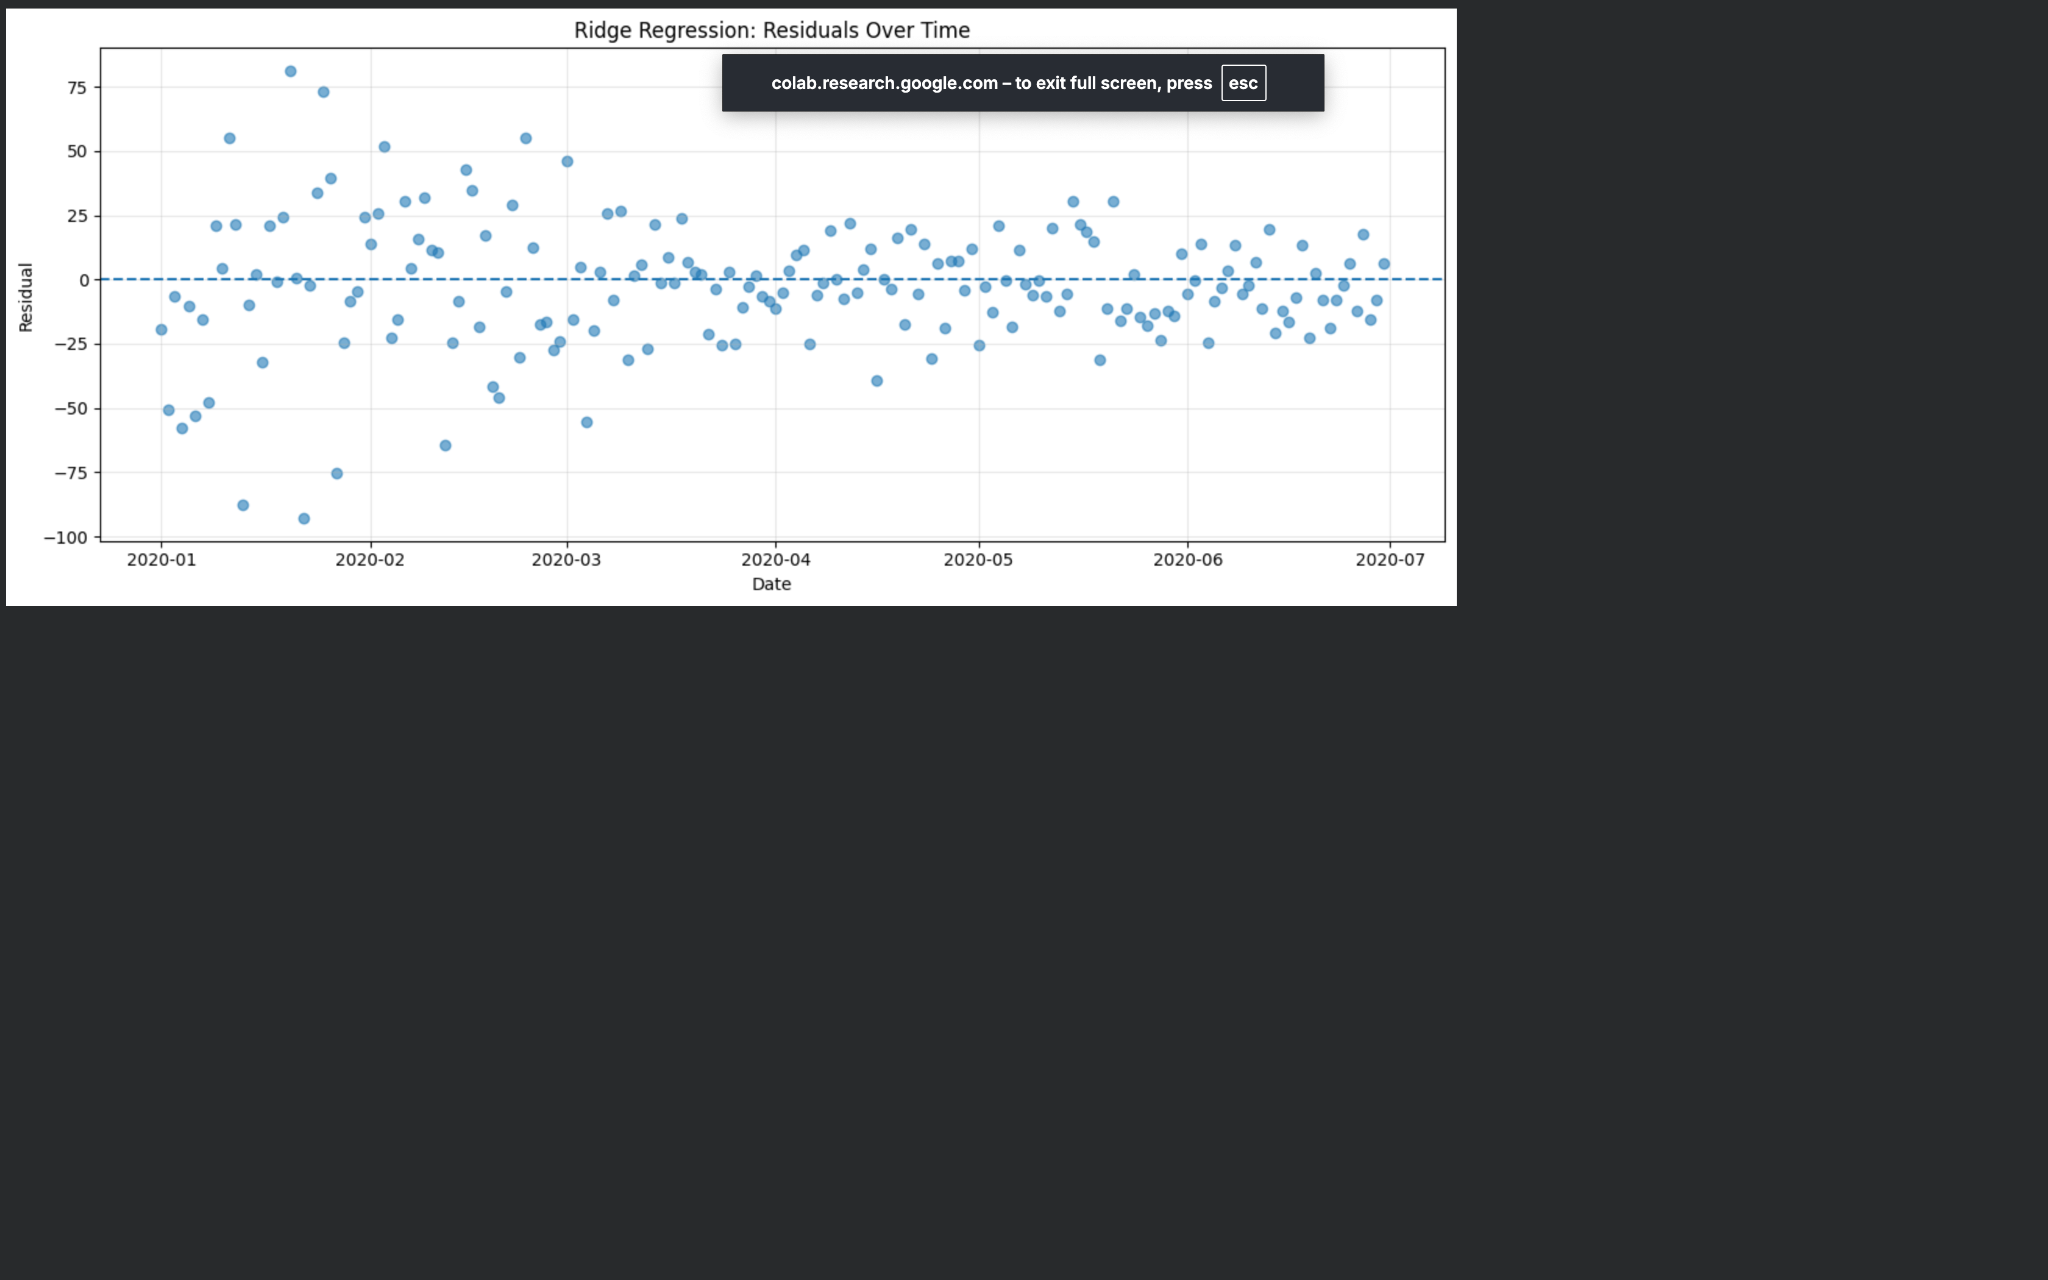 Ridge Regression: Residuals Over Time
colab.research.google.com – to exit full screen, press esc
75
50
25
0
−25
−50
−75
−100
Residual
2020-01 2020-02 2020-03 2020-04 2020-05 2020-06 2020-07
Date